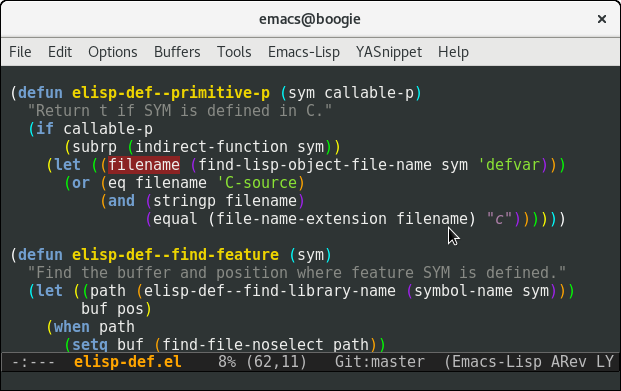 emacs@boogie ×
File Edit Options Buffers Tools Emacs-Lisp YASnippet Help
(defun elisp-def--primitive-p (sym callable-p)
  "Return t if SYM is defined in C."
  (if callable-p
      (subrp (indirect-function sym))
    (let ((filename (find-lisp-object-file-name sym 'defvar)))
      (or (eq filename 'C-source)
          (and (stringp filename)
               (equal (file-name-extension filename) "c"))))))
(defun elisp-def--find-feature (sym)
  "Find the buffer and position where feature SYM is defined."
  (let ((path (elisp-def--find-library-name (symbol-name sym)))
        buf pos)
    (when path
      (setq buf (find-file-noselect path))
-:---  elisp-def.el    8% (62,11)   Git:master  (Emacs-Lisp ARev LY